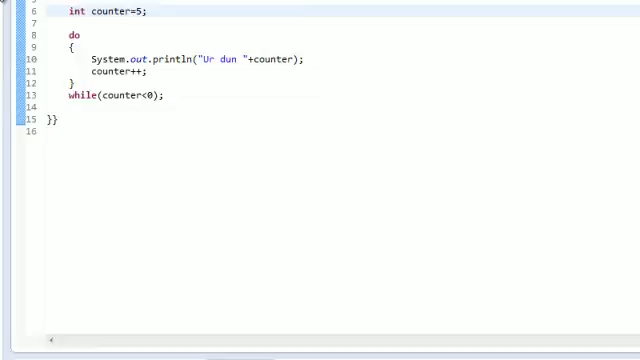 6 int counter=5;
7
8 do
9 {
10 System.out.println("Ur dun "+counter);
11 counter++;
12 }
13 while(counter<0);
14
15 }}
16